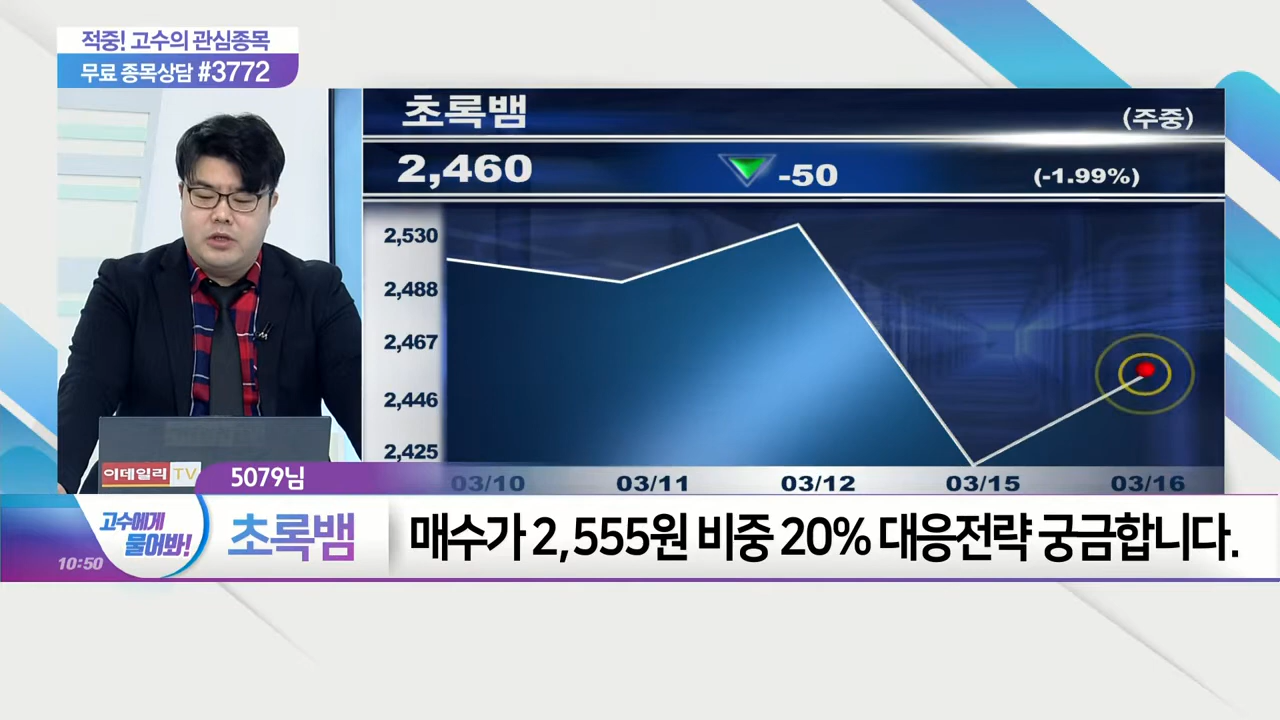 적중! 고수의 관심종목
무료 종목상담 #3772
초록뱀
(주중)
2,460
-50
(-1.99%)
2,530
2,488
2,467
2,446
2,425
03/10
03/11
03/12
03/15
03/16
이데일리TV
5079님
고수에게
물어봐!
10:50
초록뱀
매수가 2,555원 비중 20% 대응전략 궁금합니다.